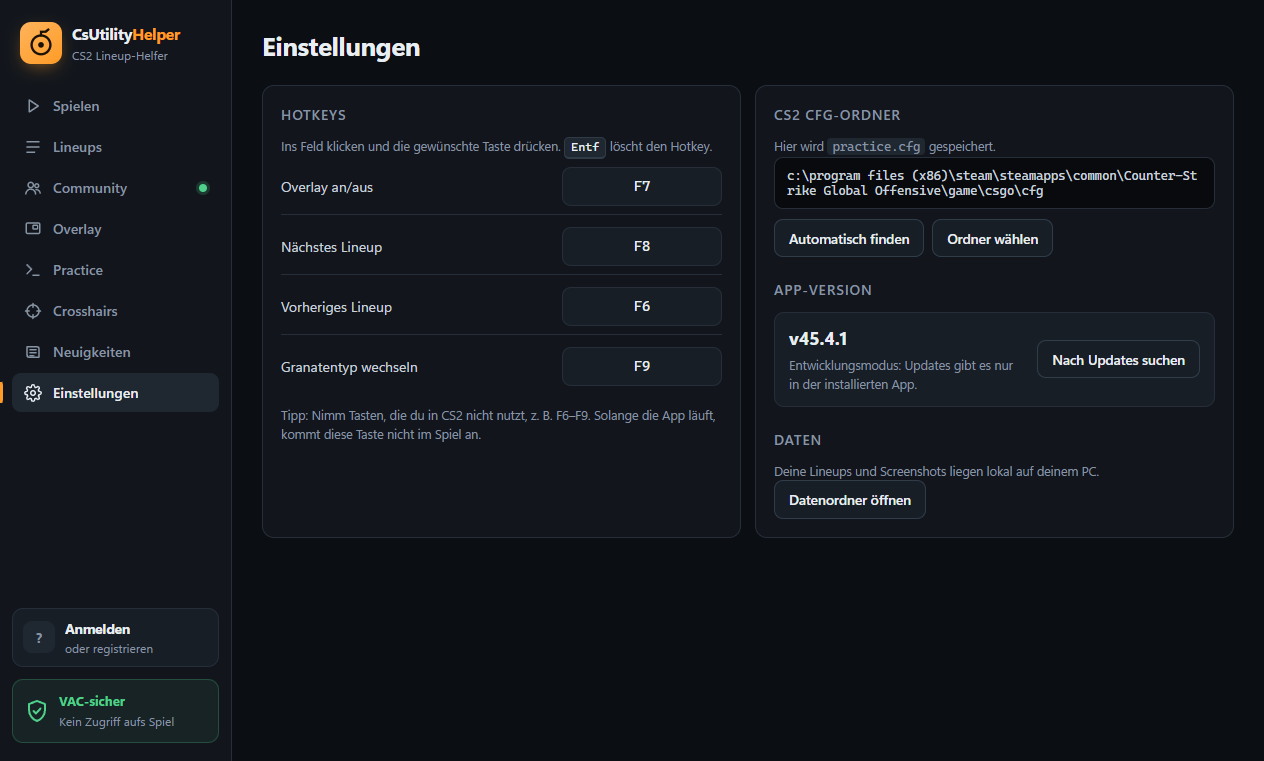 CsUtilityHelper
CS2 Lineup-Helfer
Spielen
Lineups
Community
Overlay
Practice
Crosshairs
Neuigkeiten
Einstellungen
?
Anmelden
oder registrieren
VAC-sicher
Kein Zugriff aufs Spiel
Einstellungen
HOTKEYS
Ins Feld klicken und die gewünschte Taste drücken. Entf löscht den Hotkey.
Overlay an/aus F7
Nächstes Lineup F8
Vorheriges Lineup F6
Granatentyp wechseln F9
Tipp: Nimm Tasten, die du in CS2 nicht nutzt, z. B. F6–F9. Solange die App läuft,
kommt diese Taste nicht im Spiel an.
CS2 CFG-ORDNER
Hier wird practice.cfg gespeichert.
c:\program files (x86)\steam\steamapps\common\Counter-St
rike Global Offensive\game\csgo\cfg
Automatisch finden Ordner wählen
APP-VERSION
v45.4.1
Entwicklungsmodus: Updates gibt es nur
in der installierten App.
Nach Updates suchen
DATEN
Deine Lineups und Screenshots liegen lokal auf deinem PC.
Datenordner öffnen